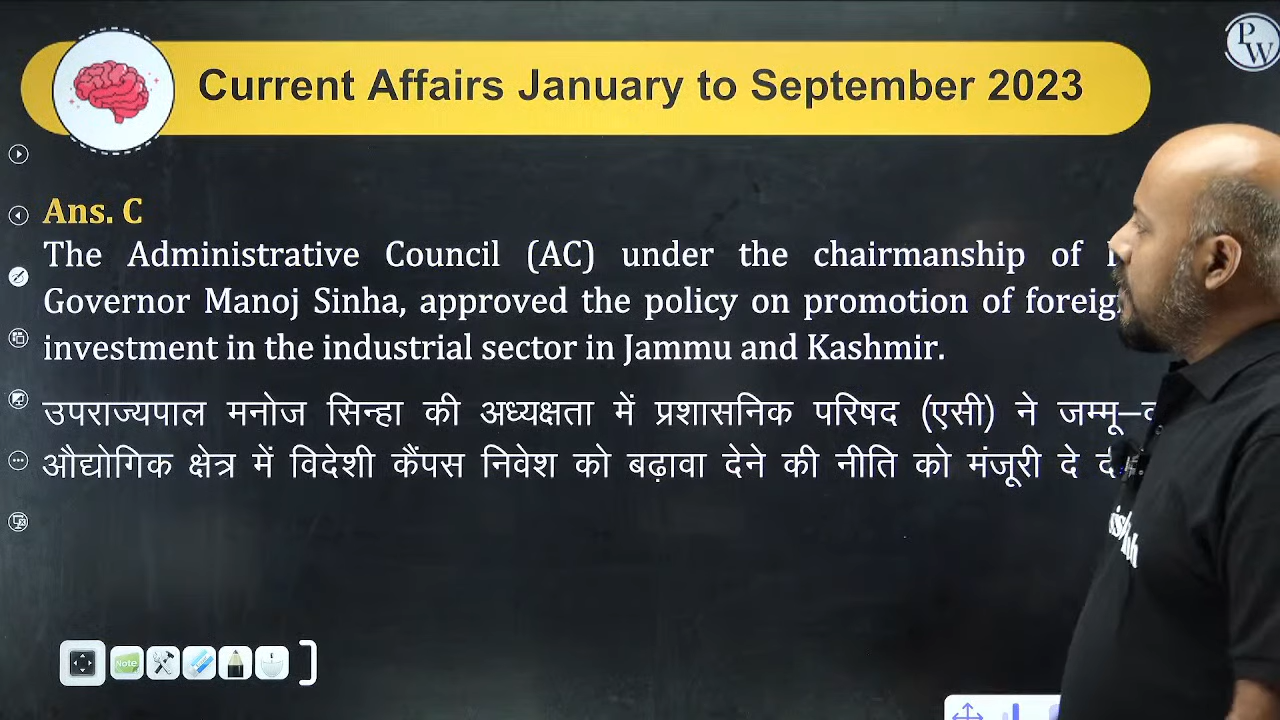 PW
Current Affairs January to September 2023
Ans. C
The Administrative Council (AC) under the chairmanship of
Governor Manoj Sinha, approved the policy on promotion of
investment in the industrial sector in Jammu and Kashmir.
उपराज्यपाल मनोज सिन्हा की अध्यक्षता में प्रशासनिक परिषद (एसी) ने जम्मू–
औद्योगिक क्षेत्र में विदेशी कैंपस निवेश को बढ़ावा देने की नीति को मंजूरी दे
Note